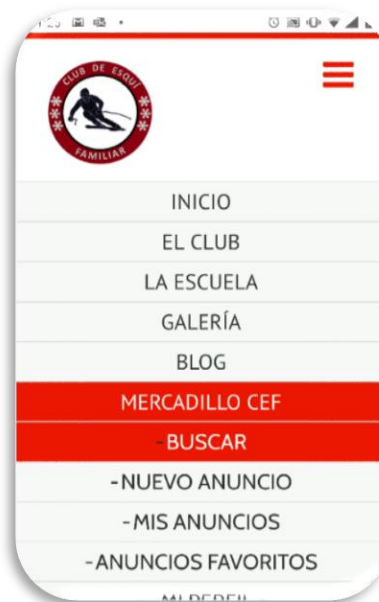 CLUB DE ESQUÍ
FAMILIAR
INICIO
EL CLUB
LA ESCUELA
GALERÍA
BLOG
MERCADILLO CEF
-BUSCAR
-NUEVO ANUNCIO
-MIS ANUNCIOS
-ANUNCIOS FAVORITOS